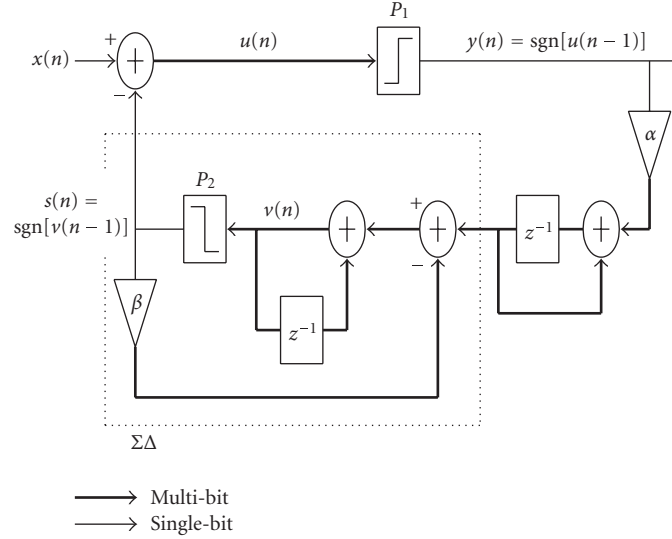 P₁
x(n)
+
+
−
u(n)
y(n) = sgn[u(n − 1)]
α
P₂
s(n) =
sgn[v(n − 1)]
v(n)
+
+
+
−
z⁻¹
+
β
z⁻¹
ΣΔ
Multi-bit
Single-bit